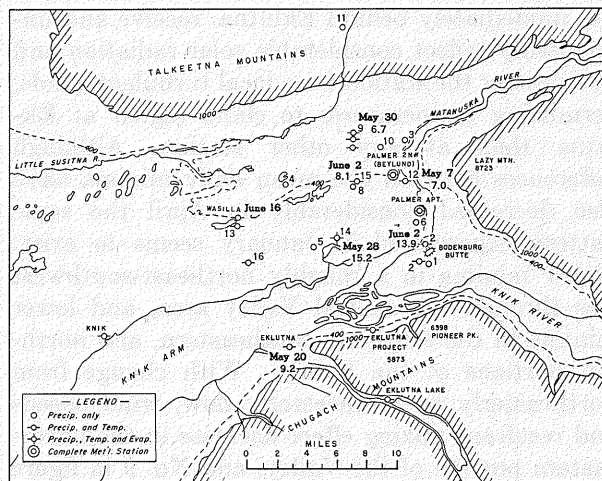 11
TALKEETNA MOUNTAINS
1000
MATANUSKA
RIVER
May 30
9 6.7
10
3
PALMER 2NW
(BEYLUND)
LITTLE SUSITNA R.
June 2
8.1
15
8
12
May 7
7.0
LAZY MTN.
8723
4
WASILLA
June 16
13
PALMER APT.
6
June 2
13.9
2
14
5
May 28
15.2
BODENBURG
BUTTE
16
2
1
1000
KNIK
KNIK ARM
EKLUTNA
400
1000
EKLUTNA
PROJECT
6398
PIONEER PK.
5873
KNIK RIVER
400
1000
May 20
9.2
EKLUTNA LAKE
CHUGACH MOUNTAINS
— LEGEND —
Precip. only
Precip. and Temp.
Precip., Temp. and Evap.
Complete Met'l. Station
MILES
0 2 4 6 8 10